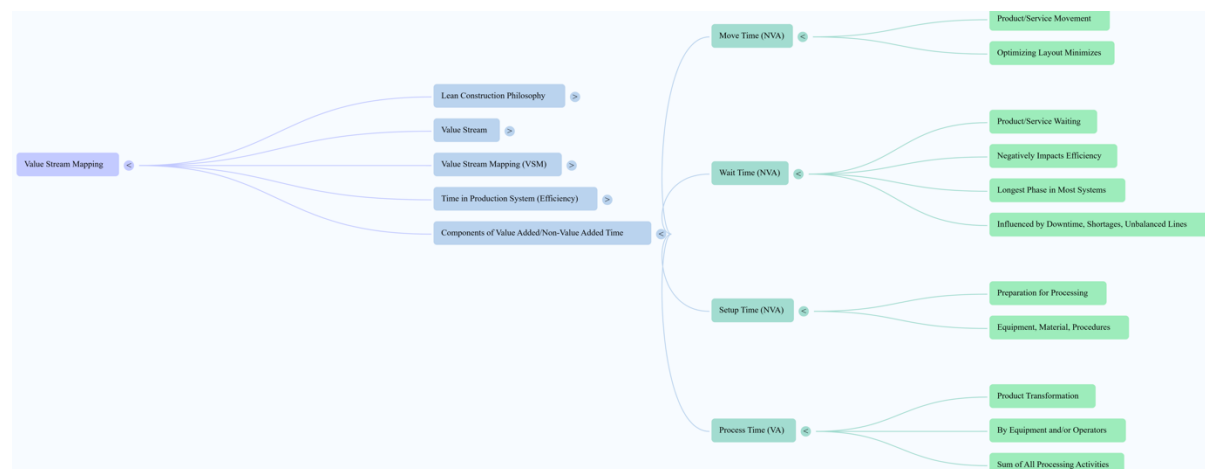 Value Stream Mapping
<
Lean Construction Philosophy
>
Value Stream
>
Value Stream Mapping (VSM)
>
Time in Production System (Efficiency)
>
Components of Value Added/Non-Value Added Time
<
Move Time (NVA)
<
Product/Service Movement
Optimizing Layout Minimizes
Wait Time (NVA)
<
Product/Service Waiting
Negatively Impacts Efficiency
Longest Phase in Most Systems
Influenced by Downtime, Shortages, Unbalanced Lines
Setup Time (NVA)
<
Preparation for Processing
Equipment, Material, Procedures
Process Time (VA)
<
Product Transformation
By Equipment and/or Operators
Sum of All Processing Activities